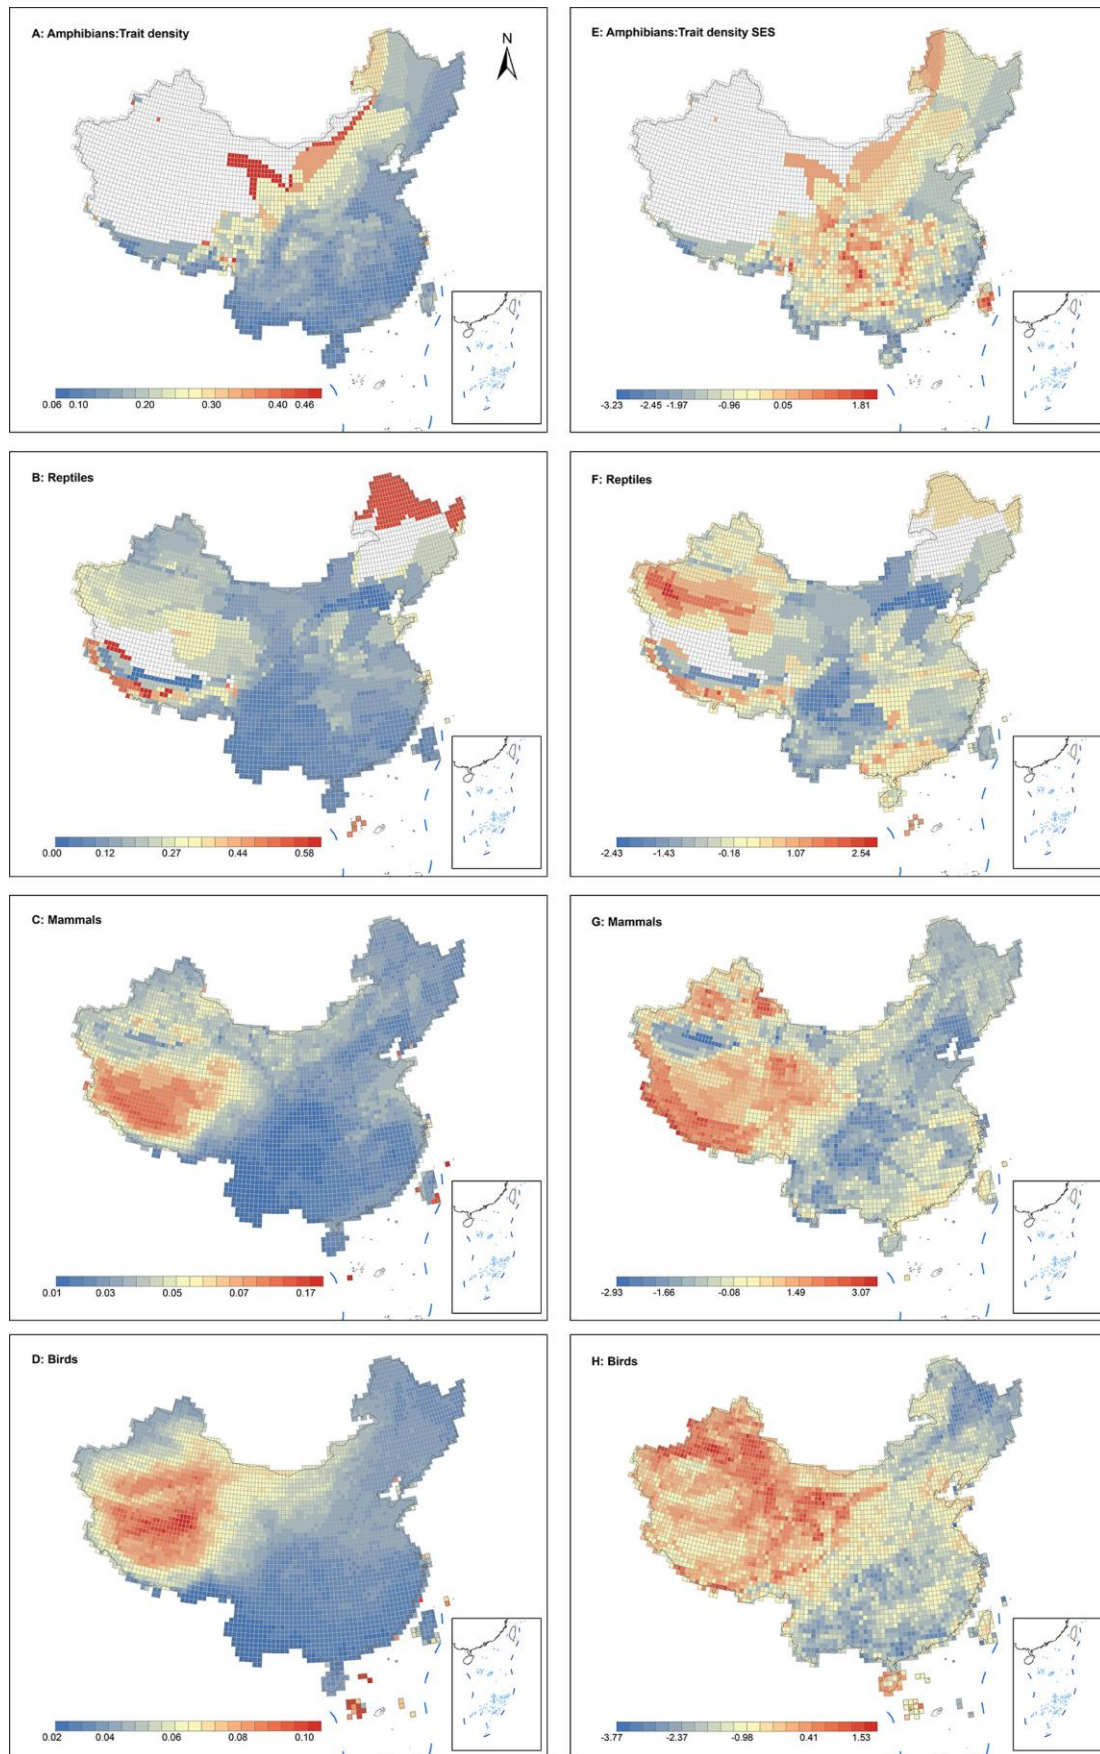 A: Amphibians:Trait density
N
0.06 0.10 0.20 0.30 0.40 0.46
E: Amphibians:Trait density SES
-3.23 -2.45 -1.97 -0.96 0.05 1.81
B: Reptiles
0.00 0.12 0.27 0.44 0.58
F: Reptiles
-2.43 -1.43 -0.18 1.07 2.54
C: Mammals
0.01 0.03 0.05 0.07 0.17
G: Mammals
-2.93 -1.66 -0.08 1.49 3.07
D: Birds
0.02 0.04 0.06 0.08 0.10
H: Birds
-3.77 -2.37 -0.98 0.41 1.53